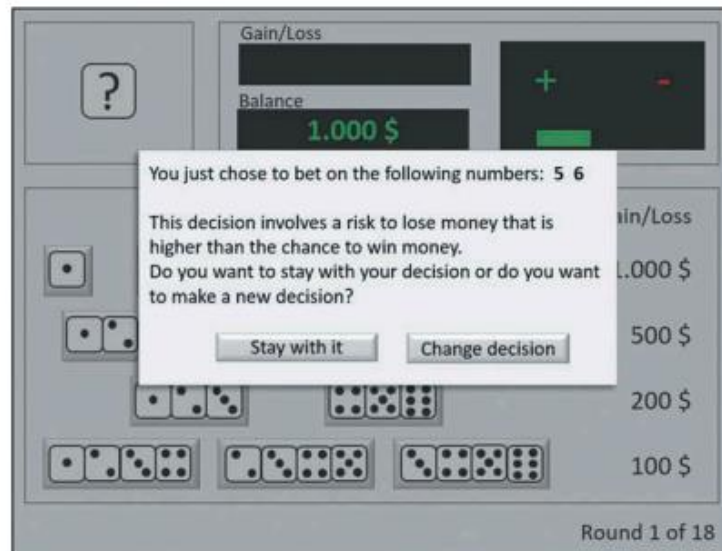 Gain/Loss
?
+ -
Balance
1.000 $
You just chose to bet on the following numbers: 5 6
This decision involves a risk to lose money that is
higher than the chance to win money.
Do you want to stay with your decision or do you want
to make a new decision?
Stay with it Change decision
ain/Loss
1.000 $
500 $
200 $
100 $
Round 1 of 18